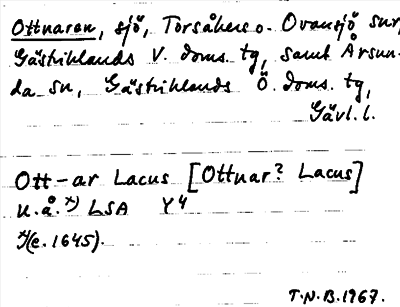 Ottnaren, sjö, Torsåkers o. Ovansjö snr,
Gästriklands V. doms. tg, samt Årsun-
da sn, Gästriklands Ö. doms. tg,
Gävl. l.
Ott-ar Lacus [Ottnar? Lacus]
u.å. x) LSA Y4
x)(e. 1645).
T.N.B. 1967.